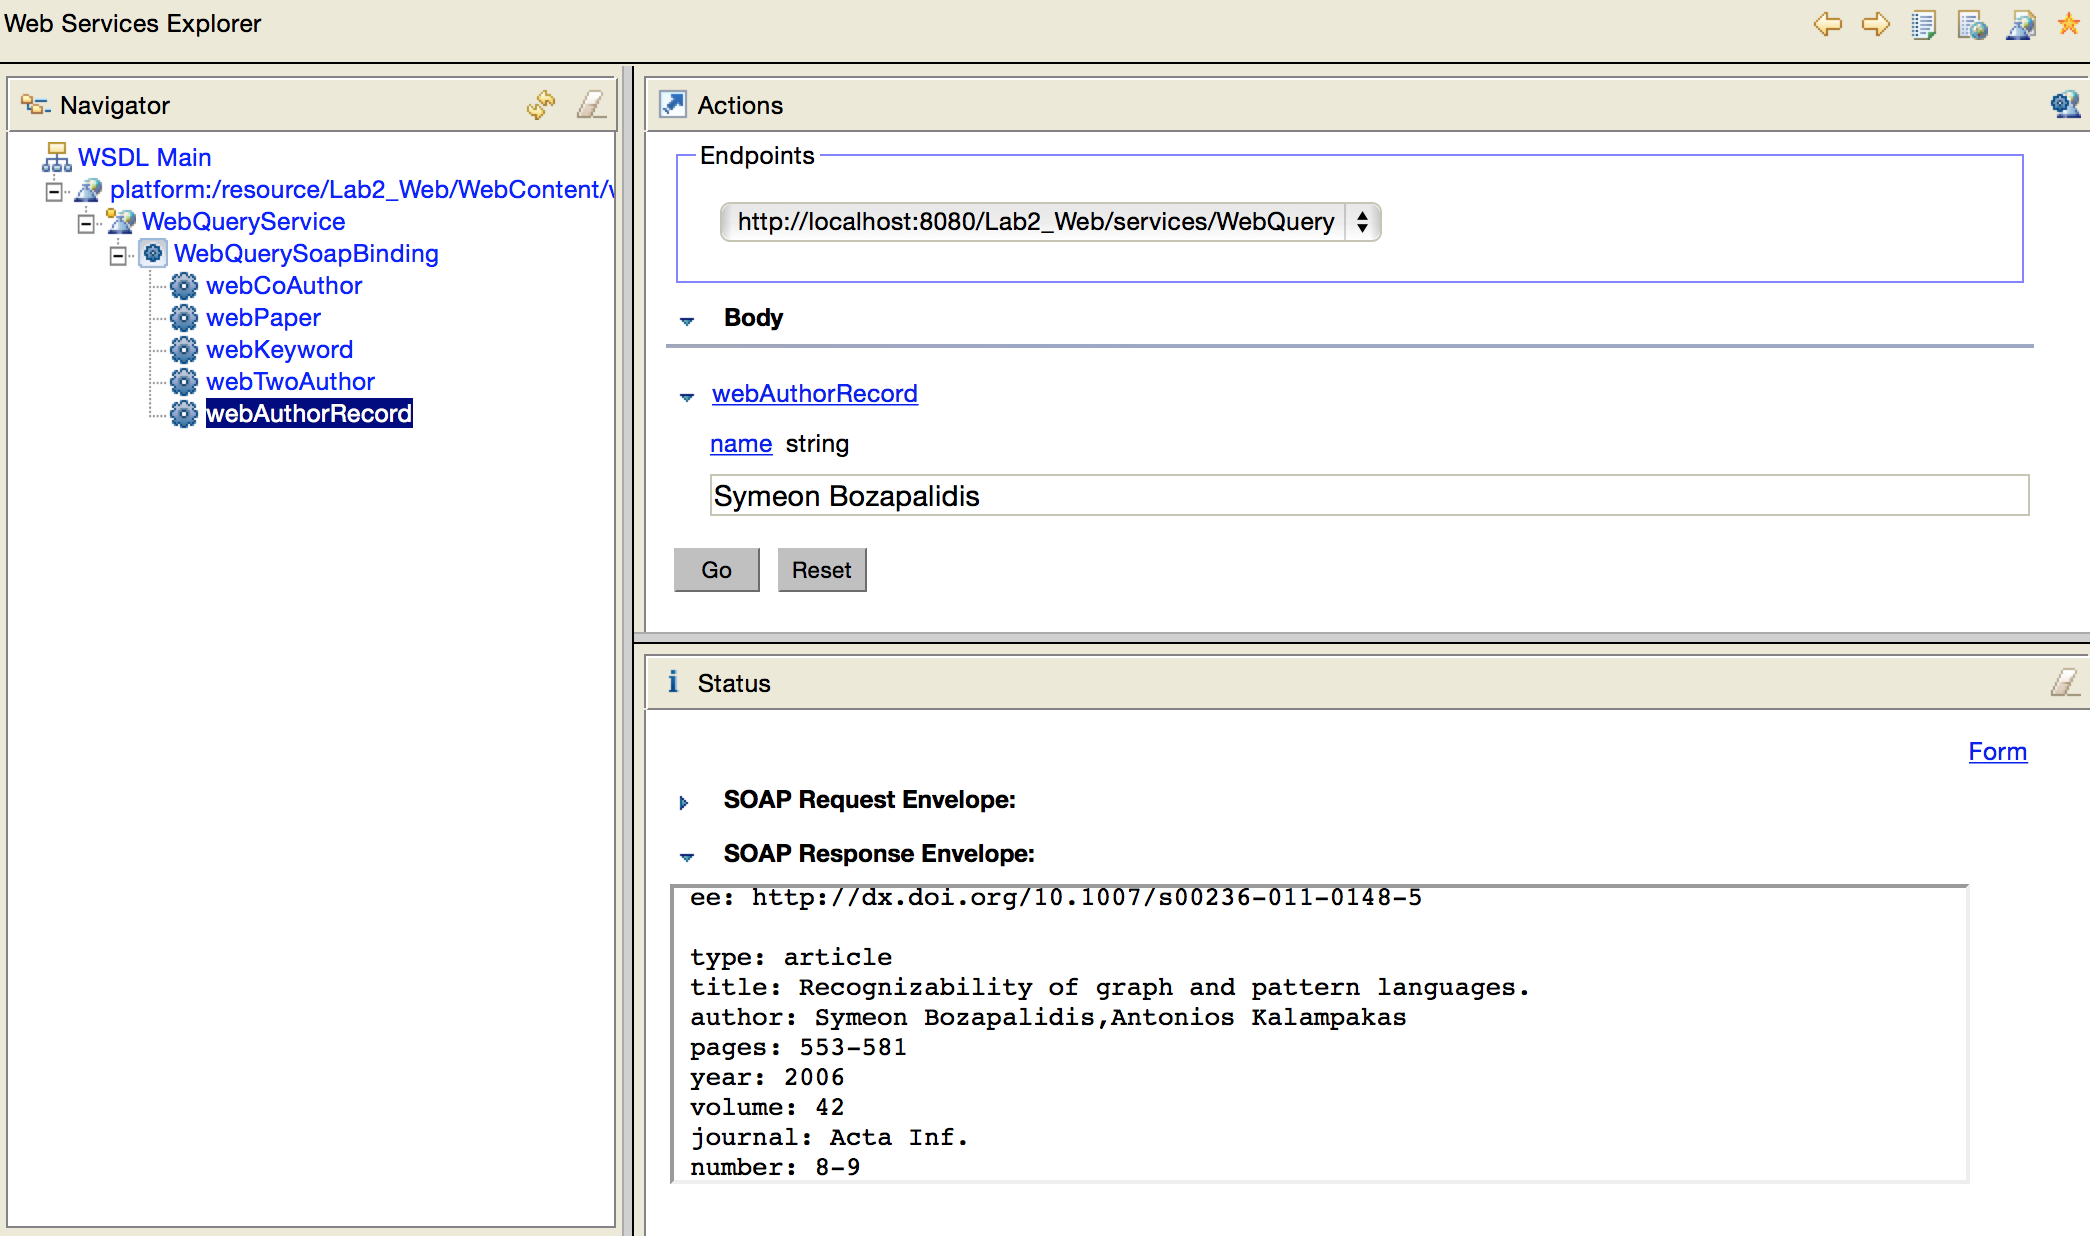 Web Services Explorer
Navigator
WSDL Main
platform:/resource/Lab2_Web/WebContent/
WebQueryService
WebQuerySoapBinding
webCoAuthor
webPaper
webKeyword
webTwoAuthor
webAuthorRecord
Actions
Endpoints
http://localhost:8080/Lab2_Web/services/WebQuery
Body
webAuthorRecord
name string
Symeon Bozapalidis
Go Reset
i Status
Form
SOAP Request Envelope:
SOAP Response Envelope:
ee: http://dx.doi.org/10.1007/s00236-011-0148-5
type: article
title: Recognizability of graph and pattern languages.
author: Symeon Bozapalidis,Antonios Kalampakas
pages: 553-581
year: 2006
volume: 42
journal: Acta Inf.
number: 8-9